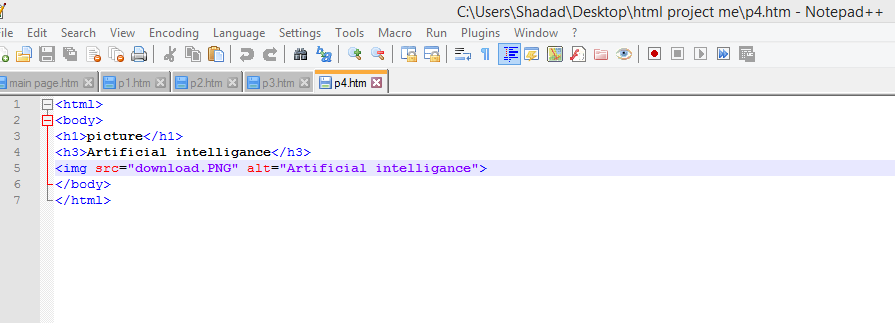 C:\Users\Shadad\Desktop\html project me\p4.htm - Notepad++
File Edit Search View Encoding Language Settings Tools Macro Run Plugins Window ?
main page.htm p1.htm p2.htm p3.htm p4.htm
1 <html>
2 <body>
3 <h1>picture</h1>
4 <h3>Artificial intelligance</h3>
5 <img src="download.PNG" alt="Artificial intelligance">
6 </body>
7 </html>